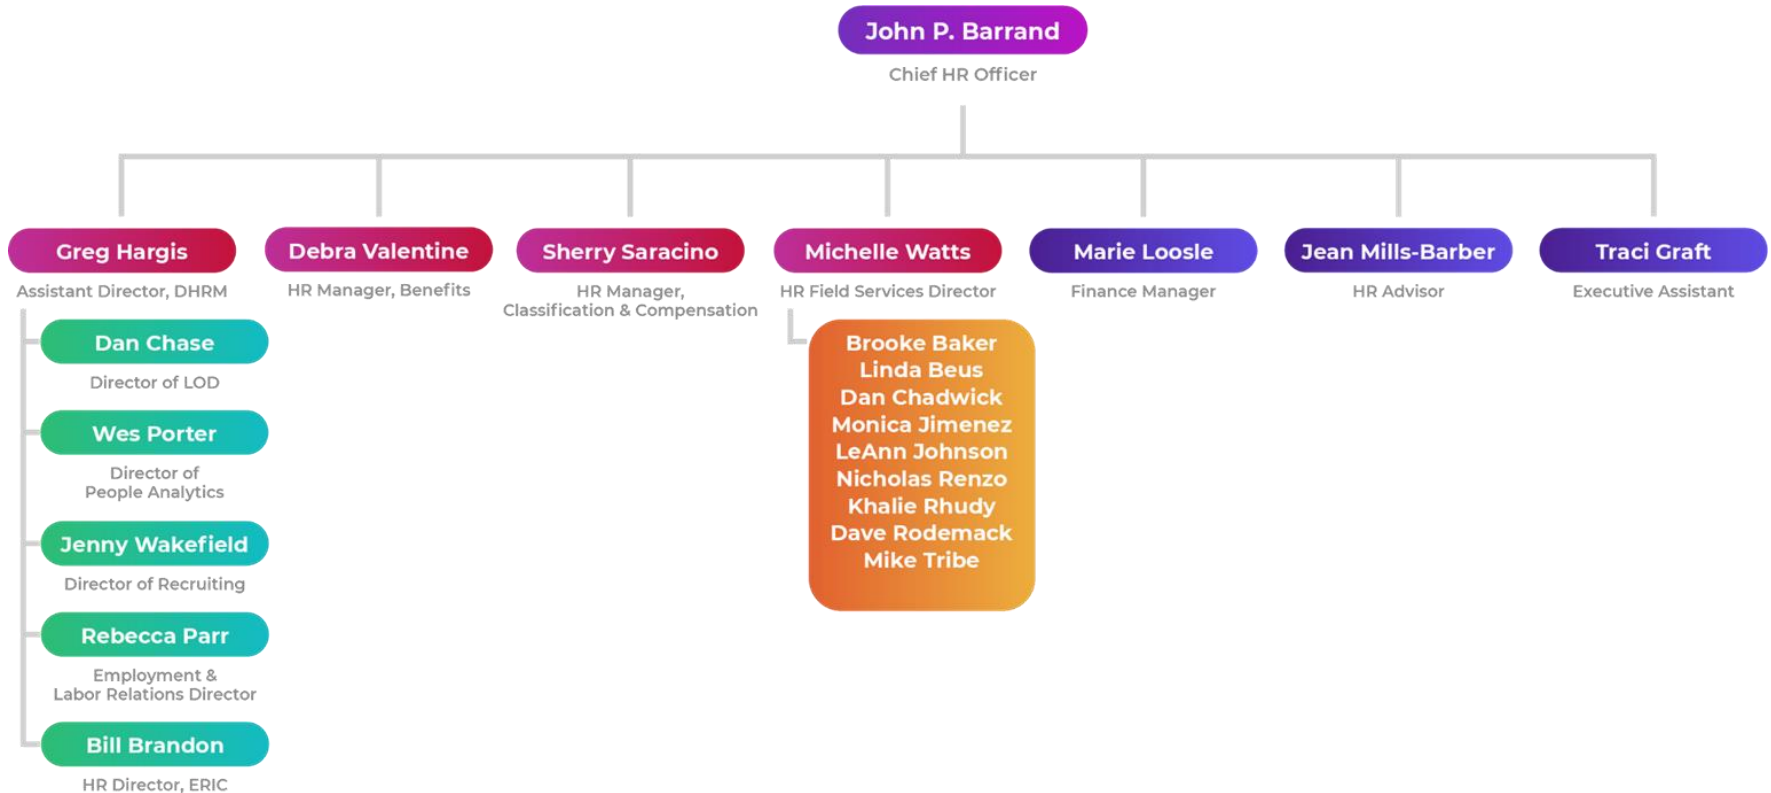 John P. Barrand
Chief HR Officer
Greg Hargis
Assistant Director, DHRM
Debra Valentine
HR Manager, Benefits
Sherry Saracino
HR Manager,
Classification & Compensation
Michelle Watts
HR Field Services Director
Marie Loosle
Finance Manager
Jean Mills-Barber
HR Advisor
Traci Graft
Executive Assistant
Dan Chase
Director of LOD
Wes Porter
Director of
People Analytics
Jenny Wakefield
Director of Recruiting
Rebecca Parr
Employment &
Labor Relations Director
Bill Brandon
HR Director, ERIC
Brooke Baker
Linda Beus
Dan Chadwick
Monica Jimenez
LeAnn Johnson
Nicholas Renzo
Khalie Rhudy
Dave Rodemack
Mike Tribe